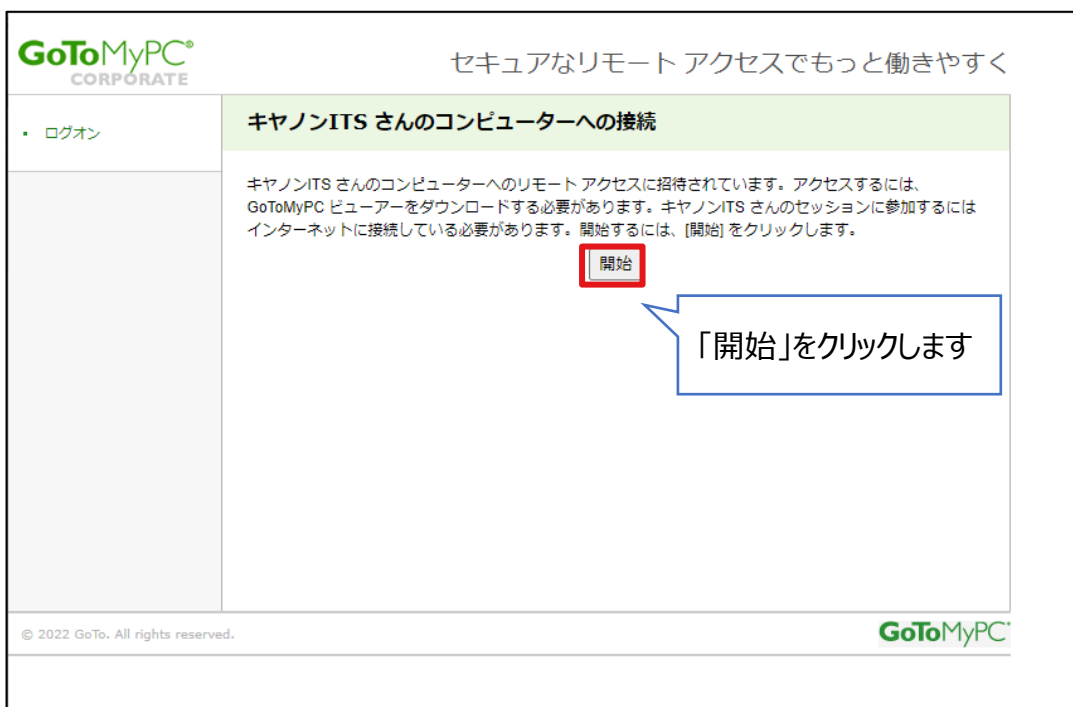 GoToMyPC®
CORPORATE
セキュアなリモート アクセスでもっと働きやすく
ログオン
キヤノンITS さんのコンピューターへの接続
キヤノンITS さんのコンピューターへのリモート アクセスに招待されています。アクセスするには、
GoToMyPC ビューアーをダウンロードする必要があります。キヤノンITS さんのセッションに参加するには
インターネットに接続している必要があります。開始するには、[開始] をクリックします。
開始
「開始」をクリックします
© 2022 GoTo. All rights reserved.
GoToMyPC